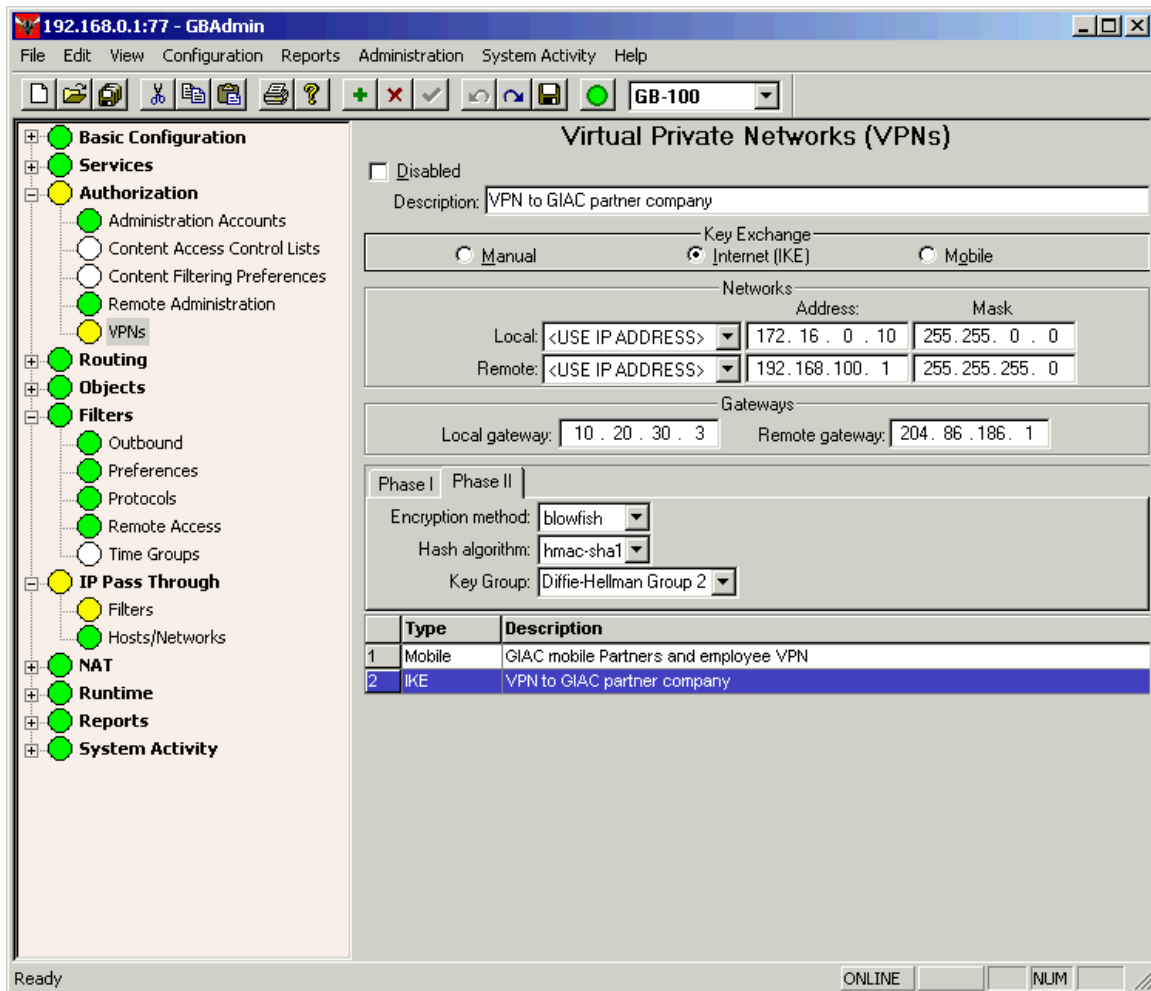 192.168.0.1:77 - GBAdmin
File Edit View Configuration Reports Administration System Activity Help
GB-100
Basic Configuration
Services
Authorization
Administration Accounts
Content Access Control Lists
Content Filtering Preferences
Remote Administration
VPNs
Routing
Objects
Filters
Outbound
Preferences
Protocols
Remote Access
Time Groups
IP Pass Through
Filters
Hosts/Networks
NAT
Runtime
Reports
System Activity
Virtual Private Networks (VPNs)
Disabled
Description: VPN to GIAC partner company
Key Exchange
Manual Internet (IKE) Mobile
Networks
Address: Mask
Local: <USE IP ADDRESS> 172. 16 . 0 . 10 255.255. 0 . 0
Remote: <USE IP ADDRESS> 192.168.100. 1 255.255.255. 0
Gateways
Local gateway: 10 . 20 . 30 . 3 Remote gateway: 204. 86 .186. 1
Phase I Phase II
Encryption method: blowfish
Hash algorithm: hmac-sha1
Key Group: Diffie-Hellman Group 2
Type Description
1 Mobile GIAC mobile Partners and employee VPN
2 IKE VPN to GIAC partner company
Ready ONLINE NUM